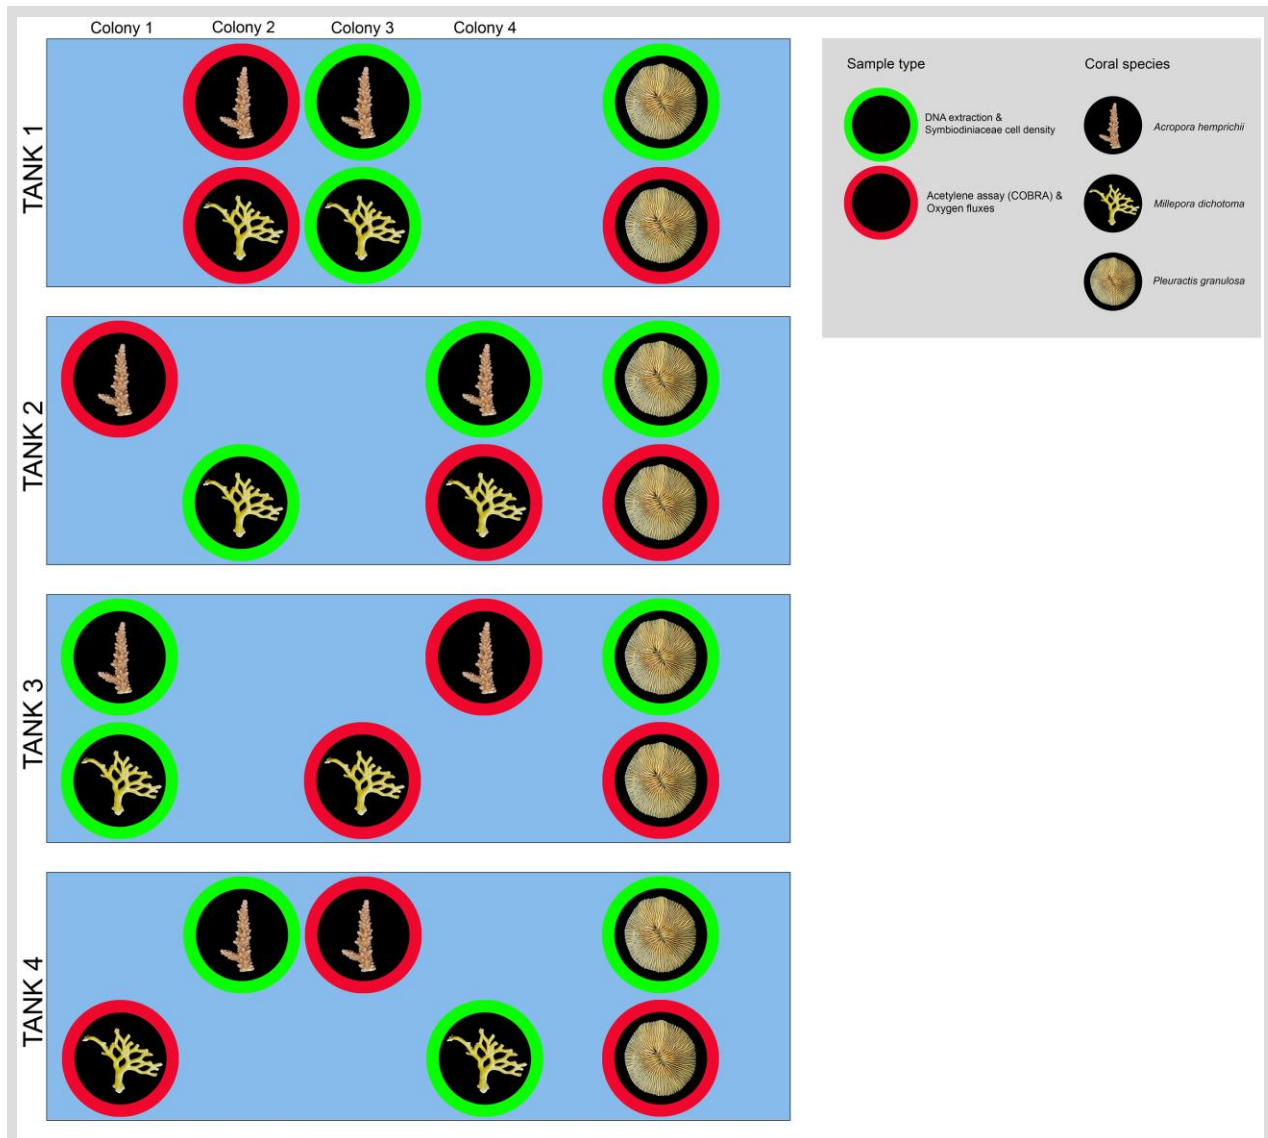 Colony 1
Colony 2
Colony 3
Colony 4
TANK 1
TANK 2
TANK 3
TANK 4
Sample type
DNA extraction &
Symbiodiniaceae cell density
Acetylene assay (COBRA) &
Oxygen fluxes
Coral species
Acropora hemprichii
Millepora dichotoma
Pleuractis granulosa